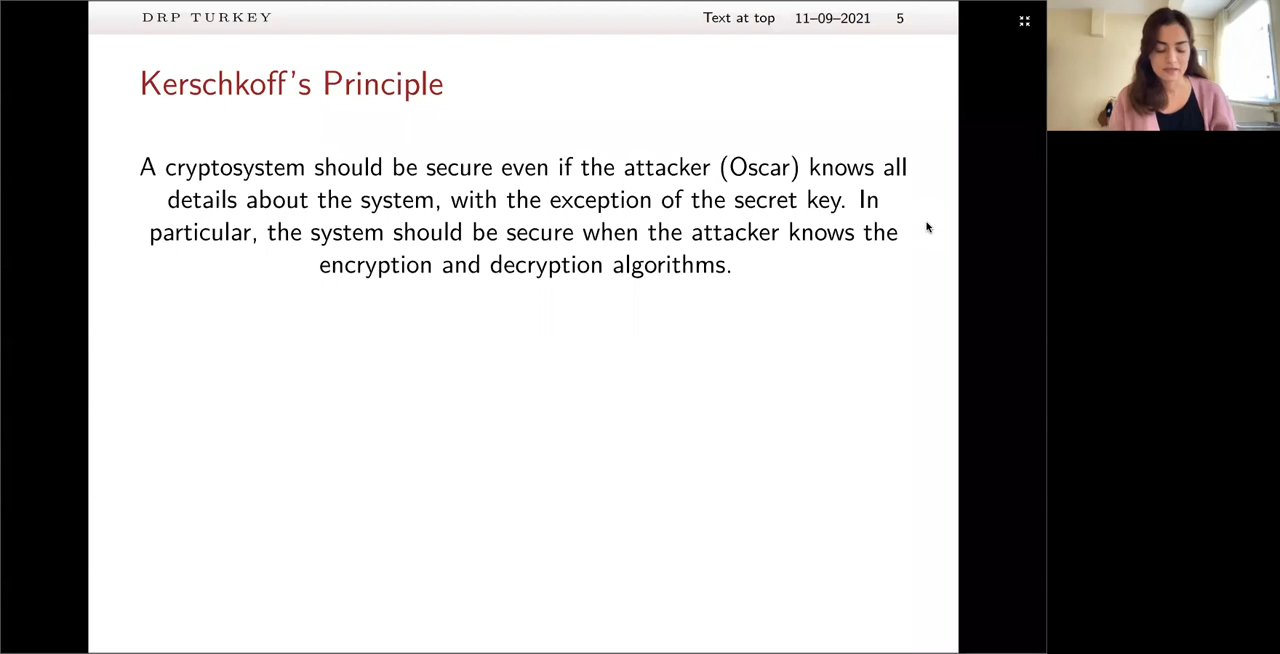 DRP TURKEY Text at top 11–09–2021 5
Kerschkoff's Principle
A cryptosystem should be secure even if the attacker (Oscar) knows all
details about the system, with the exception of the secret key. In
particular, the system should be secure when the attacker knows the
encryption and decryption algorithms.